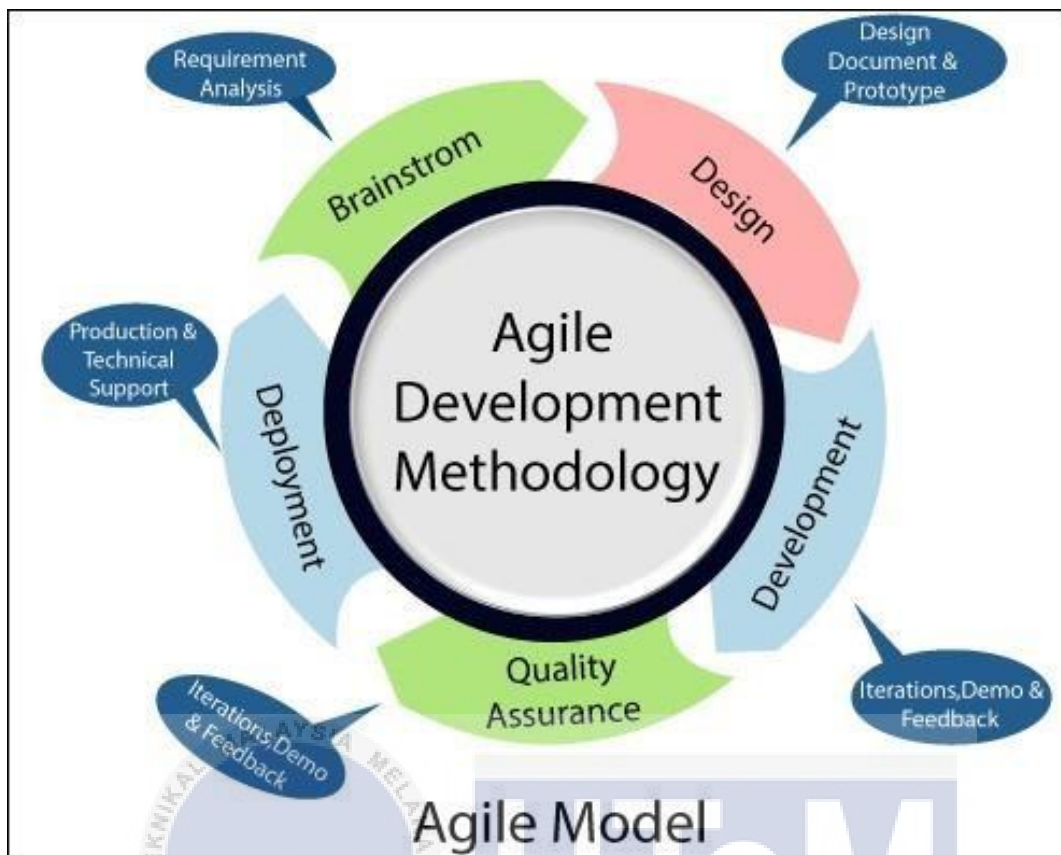 Requirement
Analysis
Design
Document &
Prototype
Brainstrom
Design
Production &
Technical
Support
Agile
Development
Methodology
Deployment
Development
Quality
Assurance
Iterations,Demo &
Feedback
Iterations,Demo
& Feedback
Agile Model